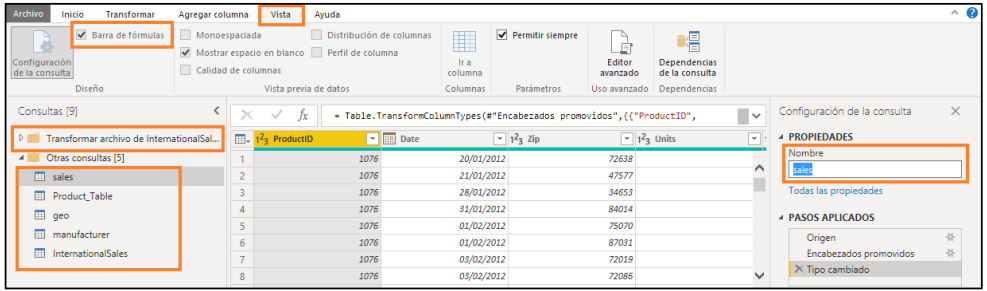 Archivo Inicio Transformar Agregar columna Vista Ayuda
Barra de fórmulas
Monoespaciada
Distribución de columnas
Mostrar espacio en blanco
Perfil de columna
Calidad de columnas
Permitir siempre
Configuración
de la consulta
Ir a
columna
Editor
avanzado
Dependencias
de la consulta
Diseño Vista previa de datos Columnas Parámetros Uso avanzado Dependencias
Consultas [9]
Transformar archivo de InternationalSal...
Otras consultas [5]
sales
Product_Table
geo
manufacturer
InternationalSales
fx = Table.TransformColumnTypes(#"Encabezados promovidos",{{"ProductID",
123 ProductID Date 123 Zip 123 Units
1 1076 20/01/2012 72638
2 1076 21/01/2012 47577
3 1076 28/01/2012 34653
4 1076 31/01/2012 84014
5 1076 01/02/2012 75070
6 1076 01/02/2012 87031
7 1076 03/02/2012 72019
8 1076 03/02/2012 72086
Configuración de la consulta
PROPIEDADES
Nombre
sales
Todas las propiedades
PASOS APLICADOS
Origen
Encabezados promovidos
Tipo cambiado